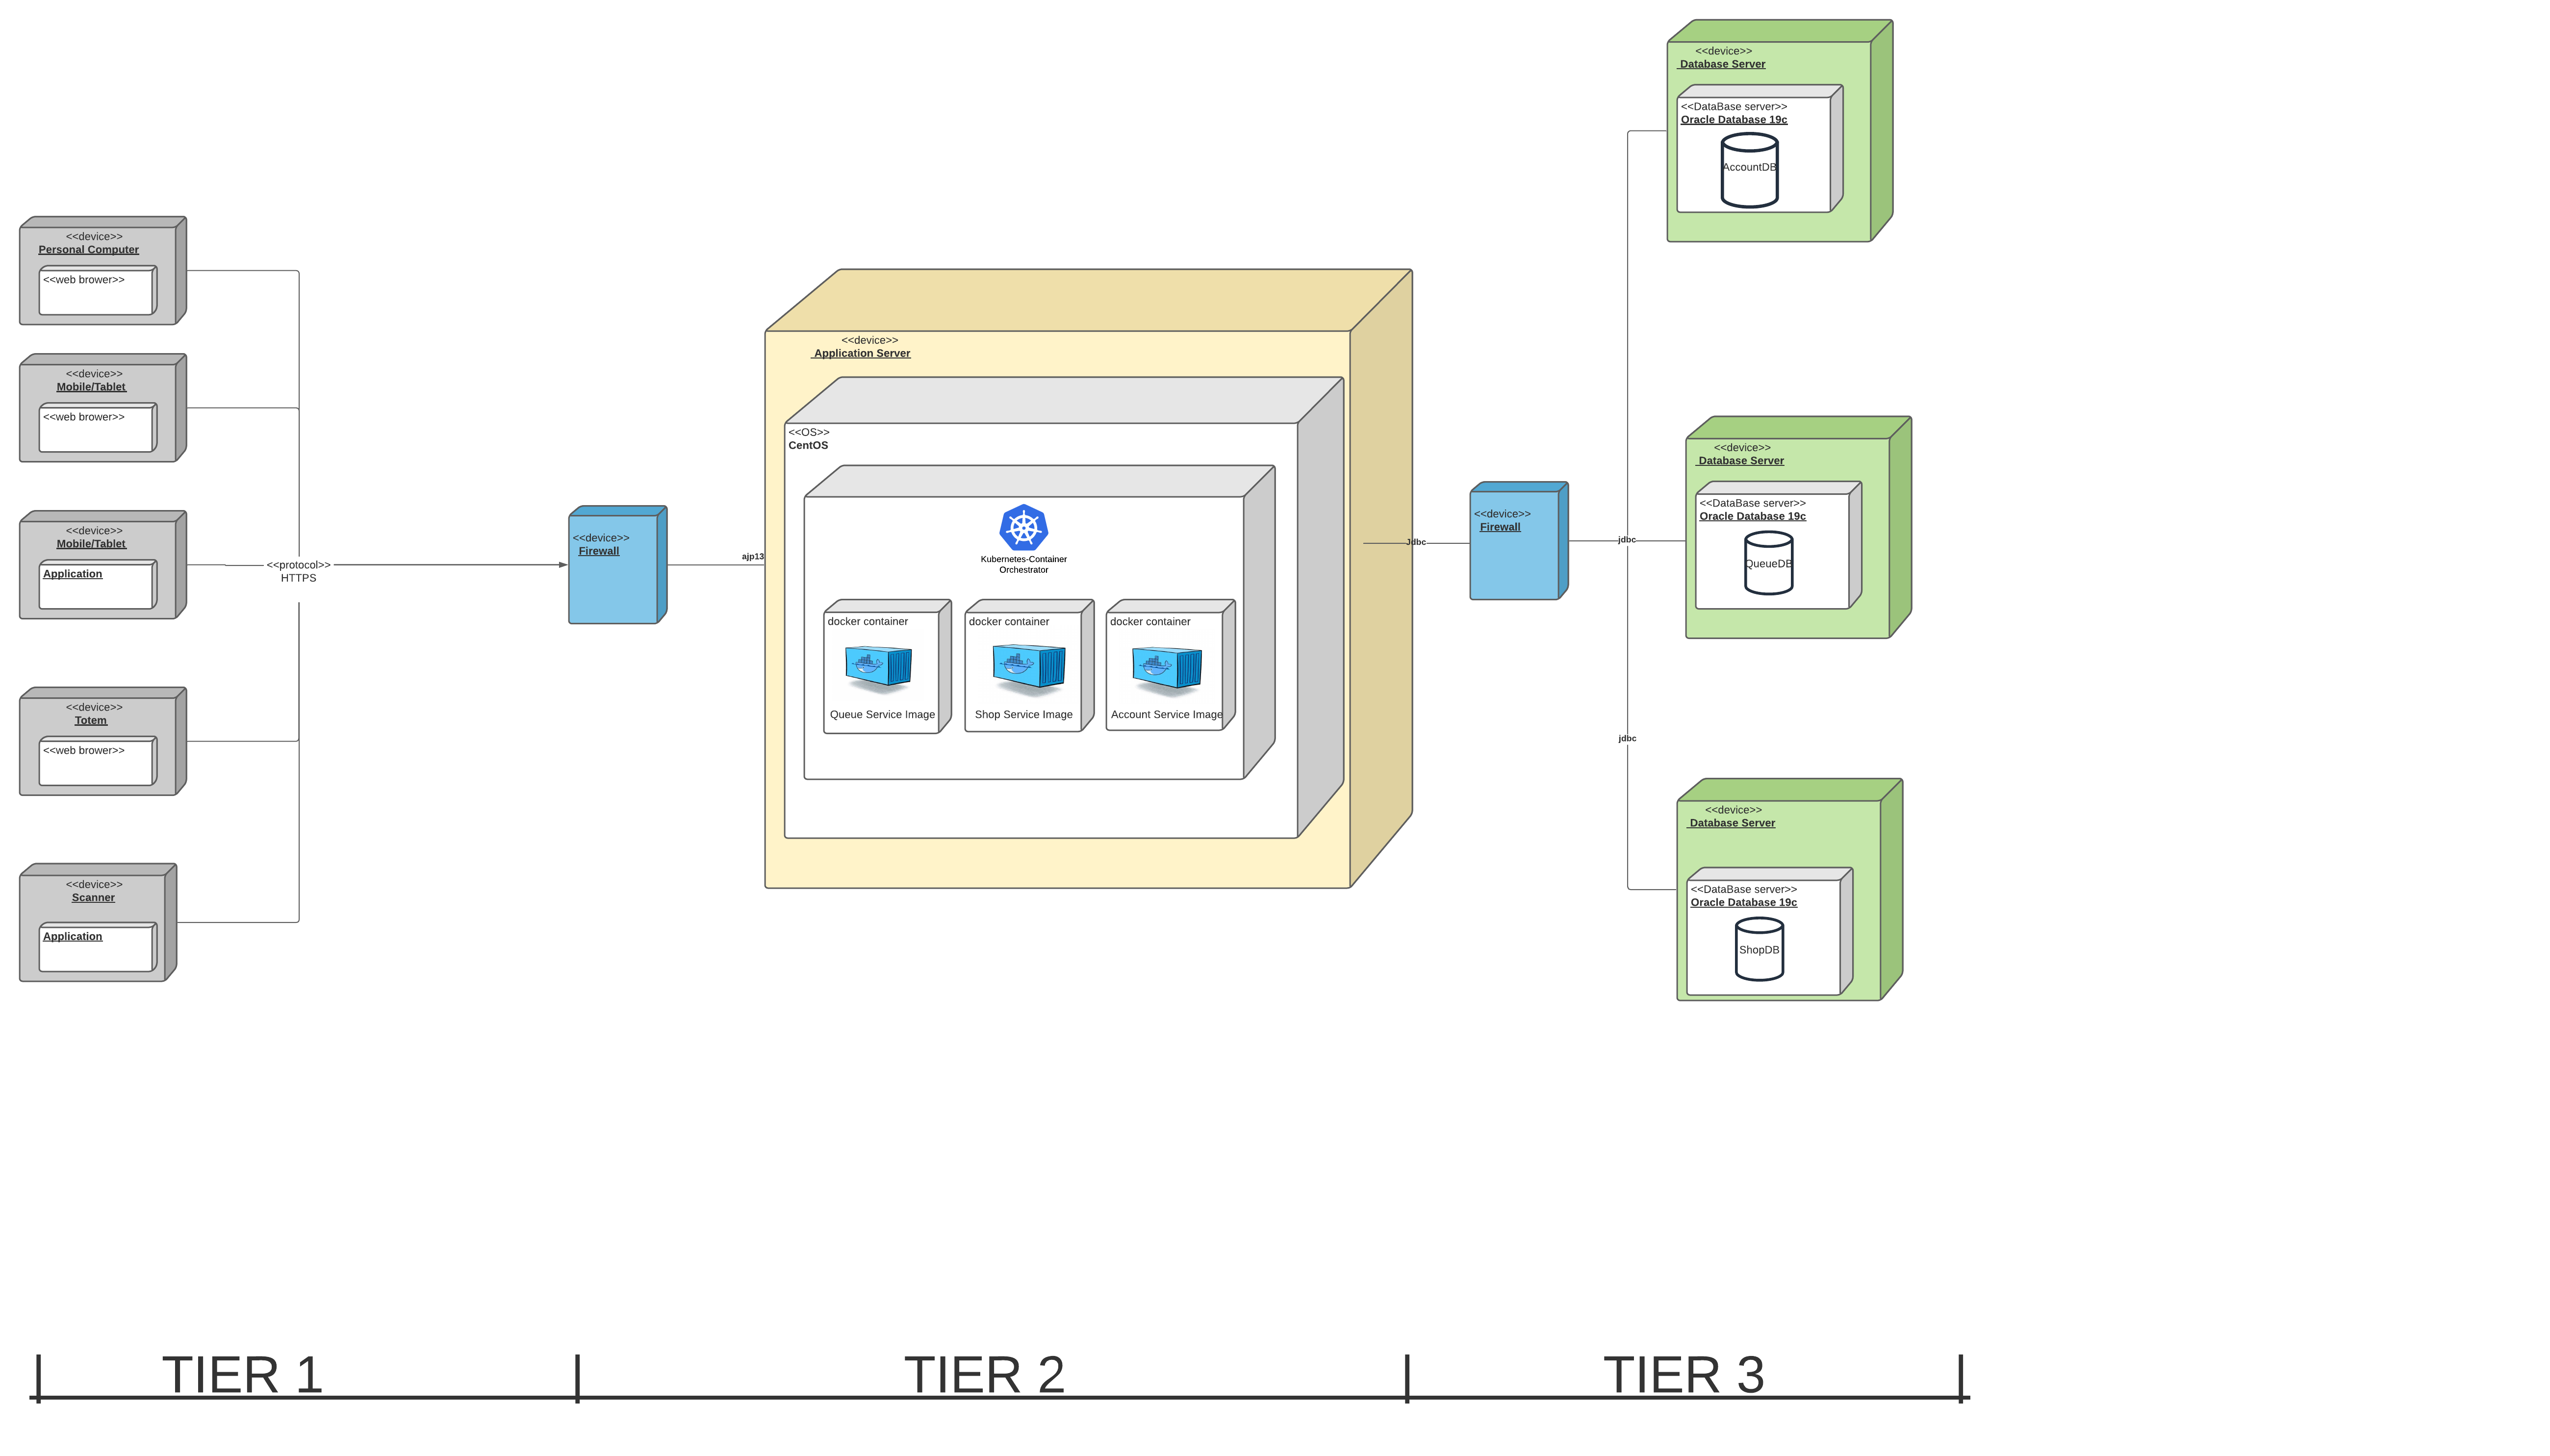 <<device>>
Personal Computer
<<web brower>>
<<device>>
Mobile/Tablet
<<web brower>>
<<device>>
Mobile/Tablet
Application
<<device>>
Totem
<<web brower>>
<<device>>
Scanner
Application
<<protocol>>
HTTPS
<<device>>
Firewall
ajp13
<<device>>
Application Server
<<OS>>
CentOS
Kubernetes-Container
Orchestrator
docker container
Queue Service Image
docker container
Shop Service Image
docker container
Account Service Image
Jdbc
<<device>>
Firewall
jdbc
jdbc
<<device>>
Database Server
<<DataBase server>>
Oracle Database 19c
AccountDB
<<device>>
Database Server
<<DataBase server>>
Oracle Database 19c
QueueDB
<<device>>
Database Server
<<DataBase server>>
Oracle Database 19c
ShopDB
TIER 1
TIER 2
TIER 3